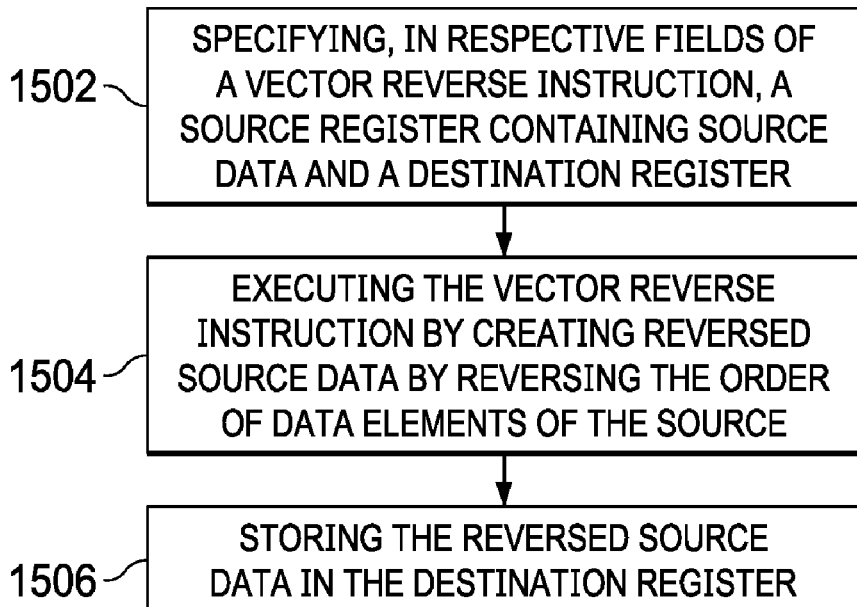 1502
SPECIFYING, IN RESPECTIVE FIELDS OF
A VECTOR REVERSE INSTRUCTION, A
SOURCE REGISTER CONTAINING SOURCE
DATA AND A DESTINATION REGISTER
1504
EXECUTING THE VECTOR REVERSE
INSTRUCTION BY CREATING REVERSED
SOURCE DATA BY REVERSING THE ORDER
OF DATA ELEMENTS OF THE SOURCE
1506
STORING THE REVERSED SOURCE
DATA IN THE DESTINATION REGISTER